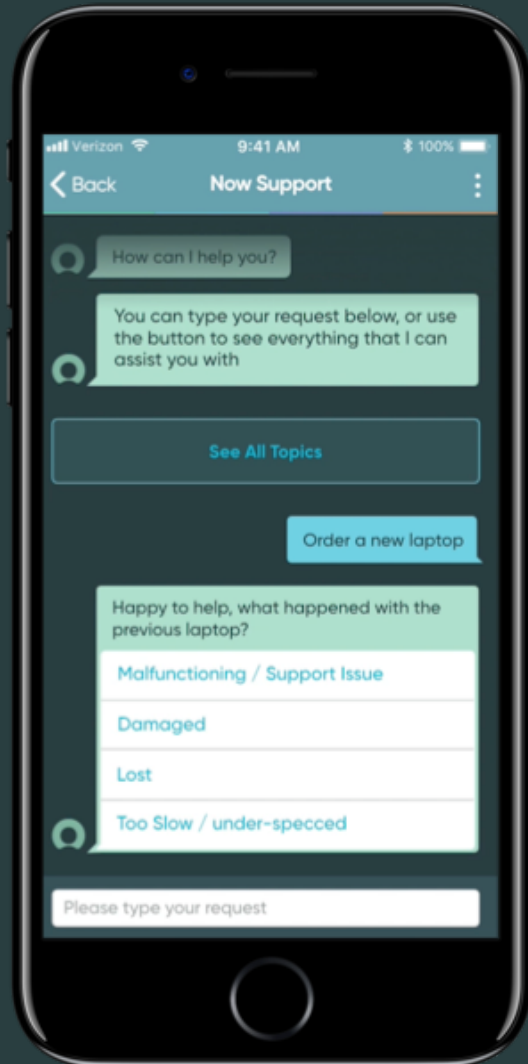 Verizon 9:41 AM 100%
Back Now Support
How can I help you?
You can type your request below, or use
the button to see everything that I can
assist you with
See All Topics
Order a new laptop
Happy to help, what happened with the
previous laptop?
Malfunctioning / Support Issue
Damaged
Lost
Too Slow / under-specced
Please type your request